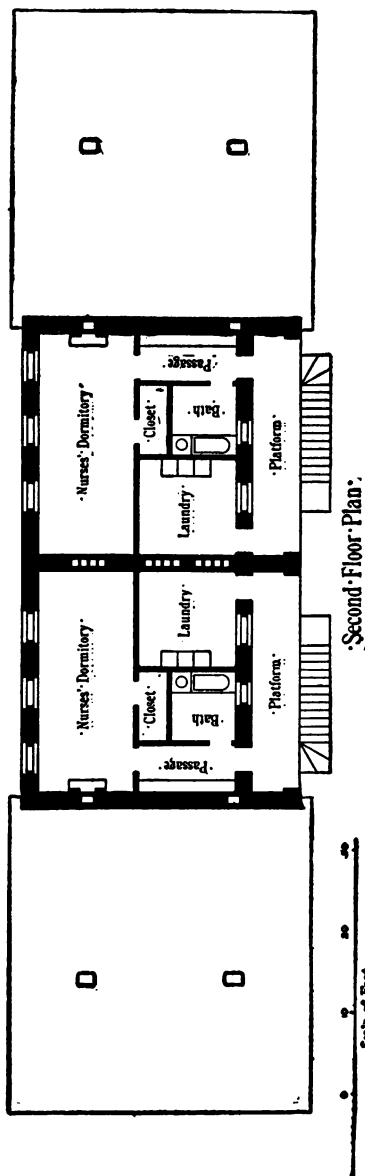 ·Nurses'·Dormitory·
·Nurses'·Dormitory·
·Closet·
·Closet·
·Passage·
·Bath·
·Laundry·
·Laundry·
·Bath·
·Passage·
·Platform·
·Platform·
·Second·Floor·Plan·
0 10 20 30